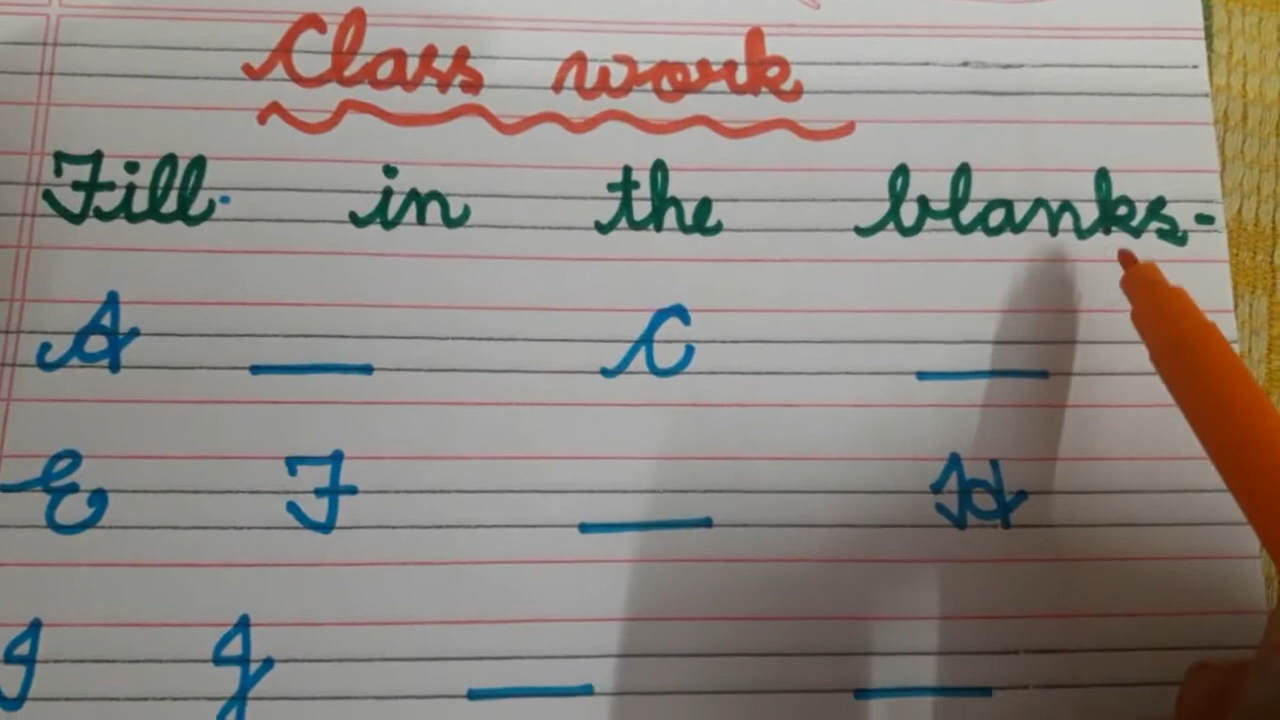 Class work
Fill in the blanks-
A __ C __
E F __ H
I J __ __